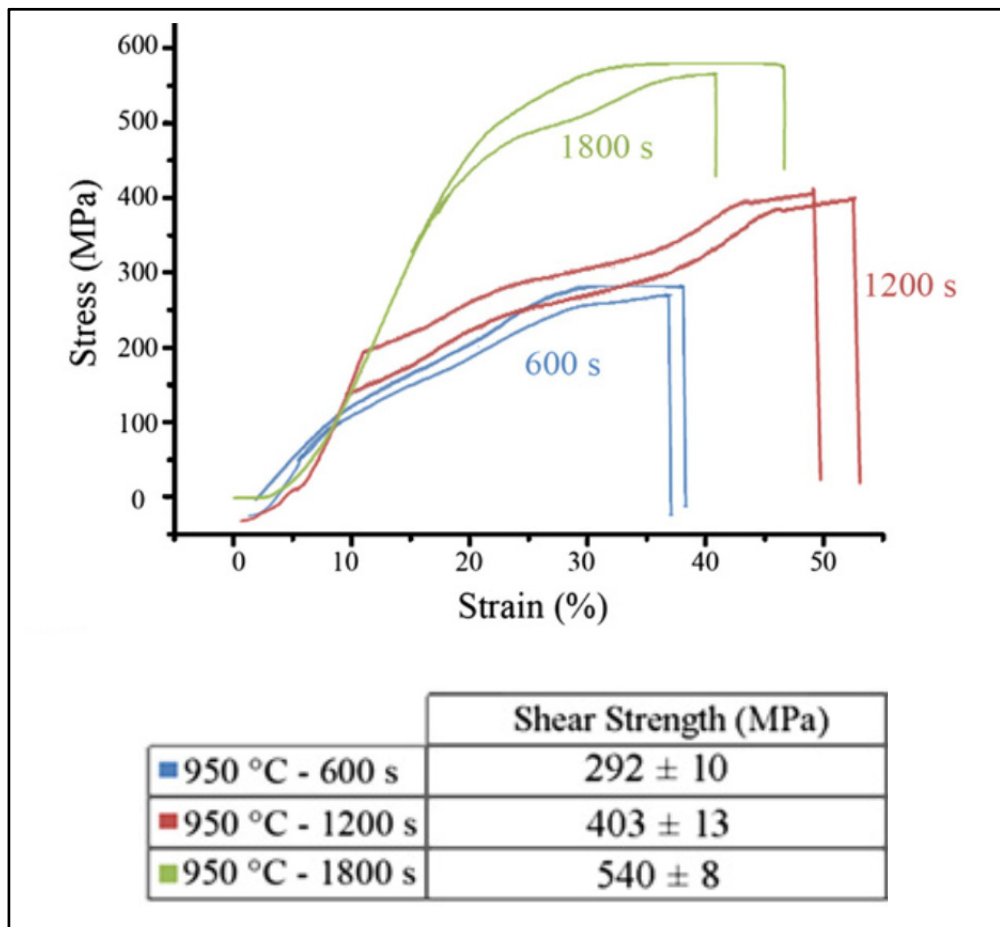 600
500
400
300
200
100
0
Stress (MPa)
1800 s
1200 s
600 s
0 10 20 30 40 50
Strain (%)
Shear Strength (MPa)
950 °C - 600 s 292 ± 10
950 °C - 1200 s 403 ± 13
950 °C - 1800 s 540 ± 8